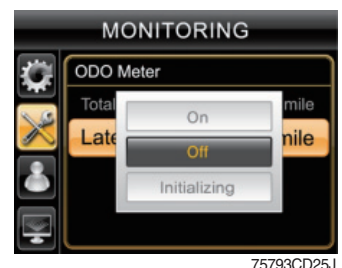 MONITORING
ODO Meter
Total mile
On
Late mile
Off
Initializing
75793CD25J